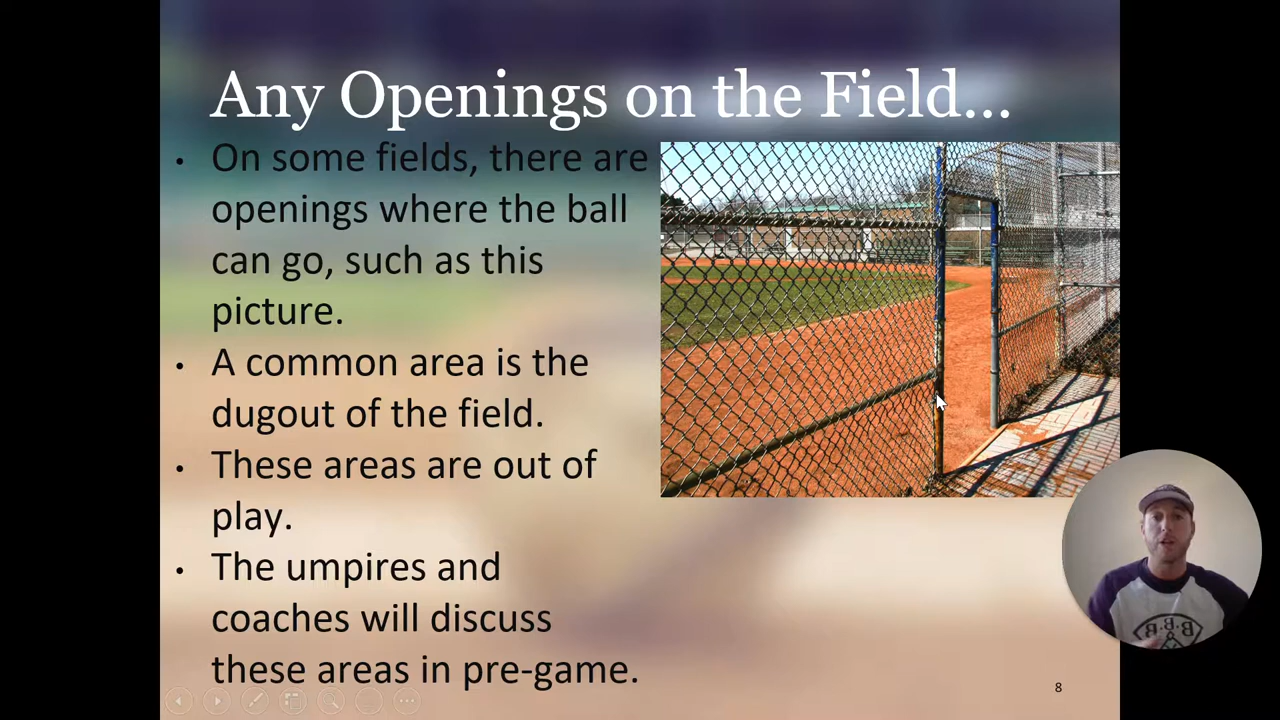 Any Openings on the Field...
• On some fields, there are
openings where the ball
can go, such as this
picture.
• A common area is the
dugout of the field.
• These areas are out of
play.
• The umpires and
coaches will discuss
these areas in pre-game.
8
B·B·B